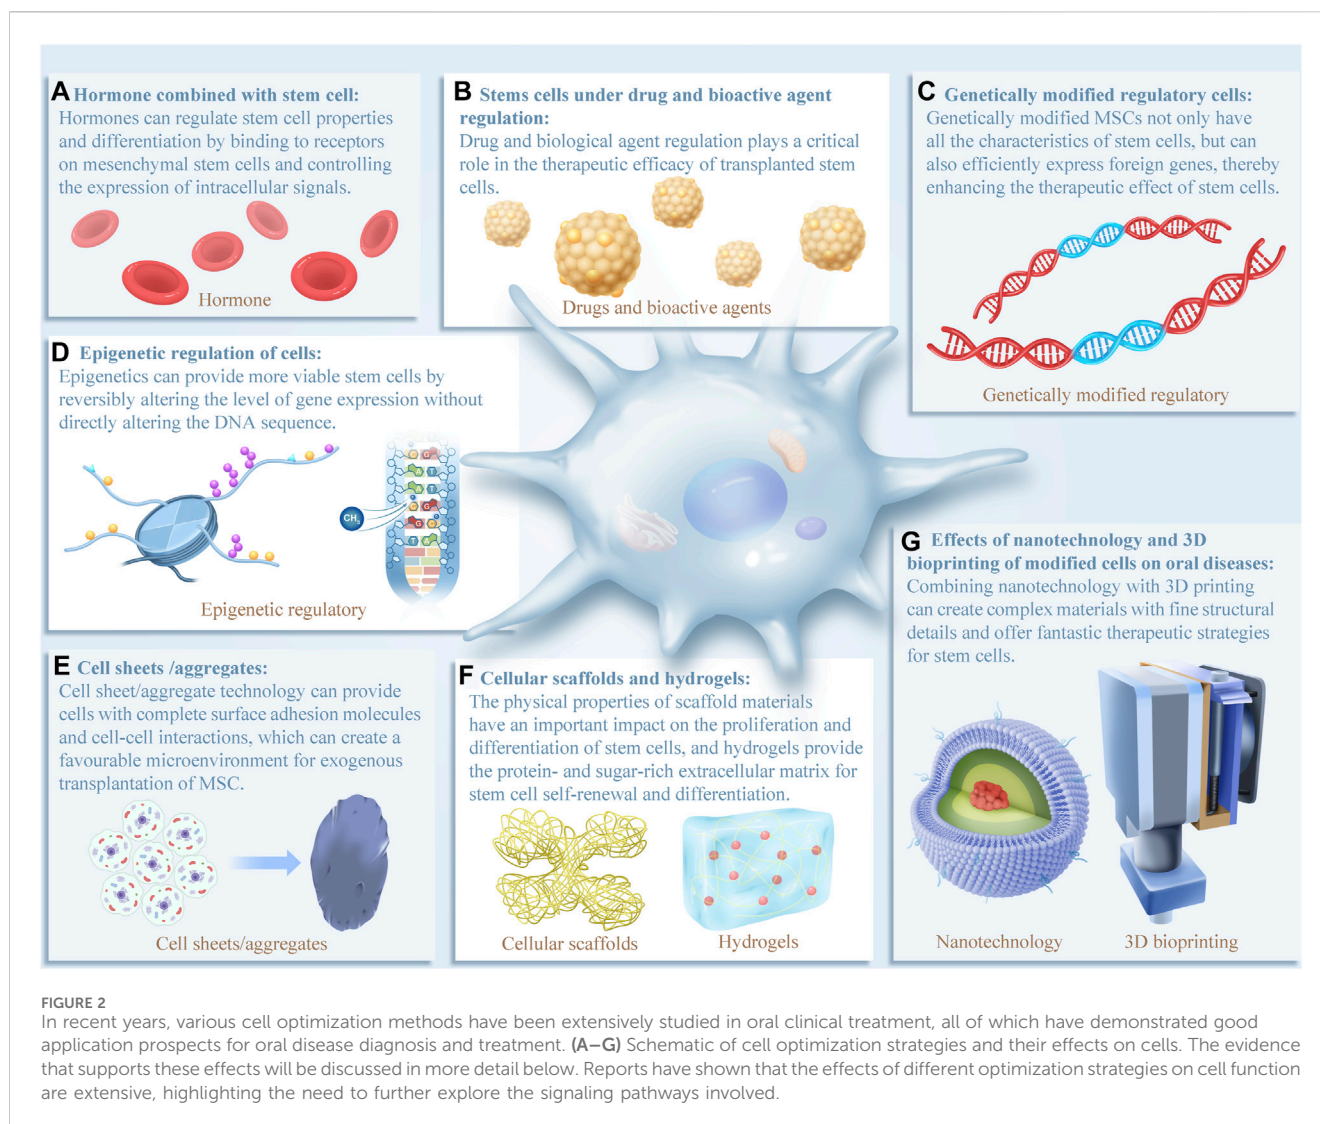 A Hormone combined with stem cell:
Hormones can regulate stem cell properties
and differentiation by binding to receptors
on mesenchymal stem cells and controlling
the expression of intracellular signals.
Hormone
B Stems cells under drug and bioactive agent
regulation:
Drug and biological agent regulation plays a critical
role in the therapeutic efficacy of transplanted stem
cells.
Drugs and bioactive agents
C Genetically modified regulatory cells:
Genetically modified MSCs not only have
all the characteristics of stem cells, but can
also efficiently express foreign genes, thereby
enhancing the therapeutic effect of stem cells.
Genetically modified regulatory
D Epigenetic regulation of cells:
Epigenetics can provide more viable stem cells by
reversibly altering the level of gene expression without
directly altering the DNA sequence.
CH₃
Epigenetic regulatory
E Cell sheets /aggregates:
Cell sheet/aggregate technology can provide
cells with complete surface adhesion molecules
and cell-cell interactions, which can create a
favourable microenvironment for exogenous
transplantation of MSC.
Cell sheets/aggregates
F Cellular scaffolds and hydrogels:
The physical properties of scaffold materials
have an important impact on the proliferation and
differentiation of stem cells, and hydrogels provide
the protein- and sugar-rich extracellular matrix for
stem cell self-renewal and differentiation.
Cellular scaffolds
Hydrogels
G Effects of nanotechnology and 3D
bioprinting of modified cells on oral diseases:
Combining nanotechnology with 3D printing
can create complex materials with fine structural
details and offer fantastic therapeutic strategies
for stem cells.
Nanotechnology
3D bioprinting
FIGURE 2
In recent years, various cell optimization methods have been extensively studied in oral clinical treatment, all of which have demonstrated good
application prospects for oral disease diagnosis and treatment. (A–G) Schematic of cell optimization strategies and their effects on cells. The evidence
that supports these effects will be discussed in more detail below. Reports have shown that the effects of different optimization strategies on cell function
are extensive, highlighting the need to further explore the signaling pathways involved.